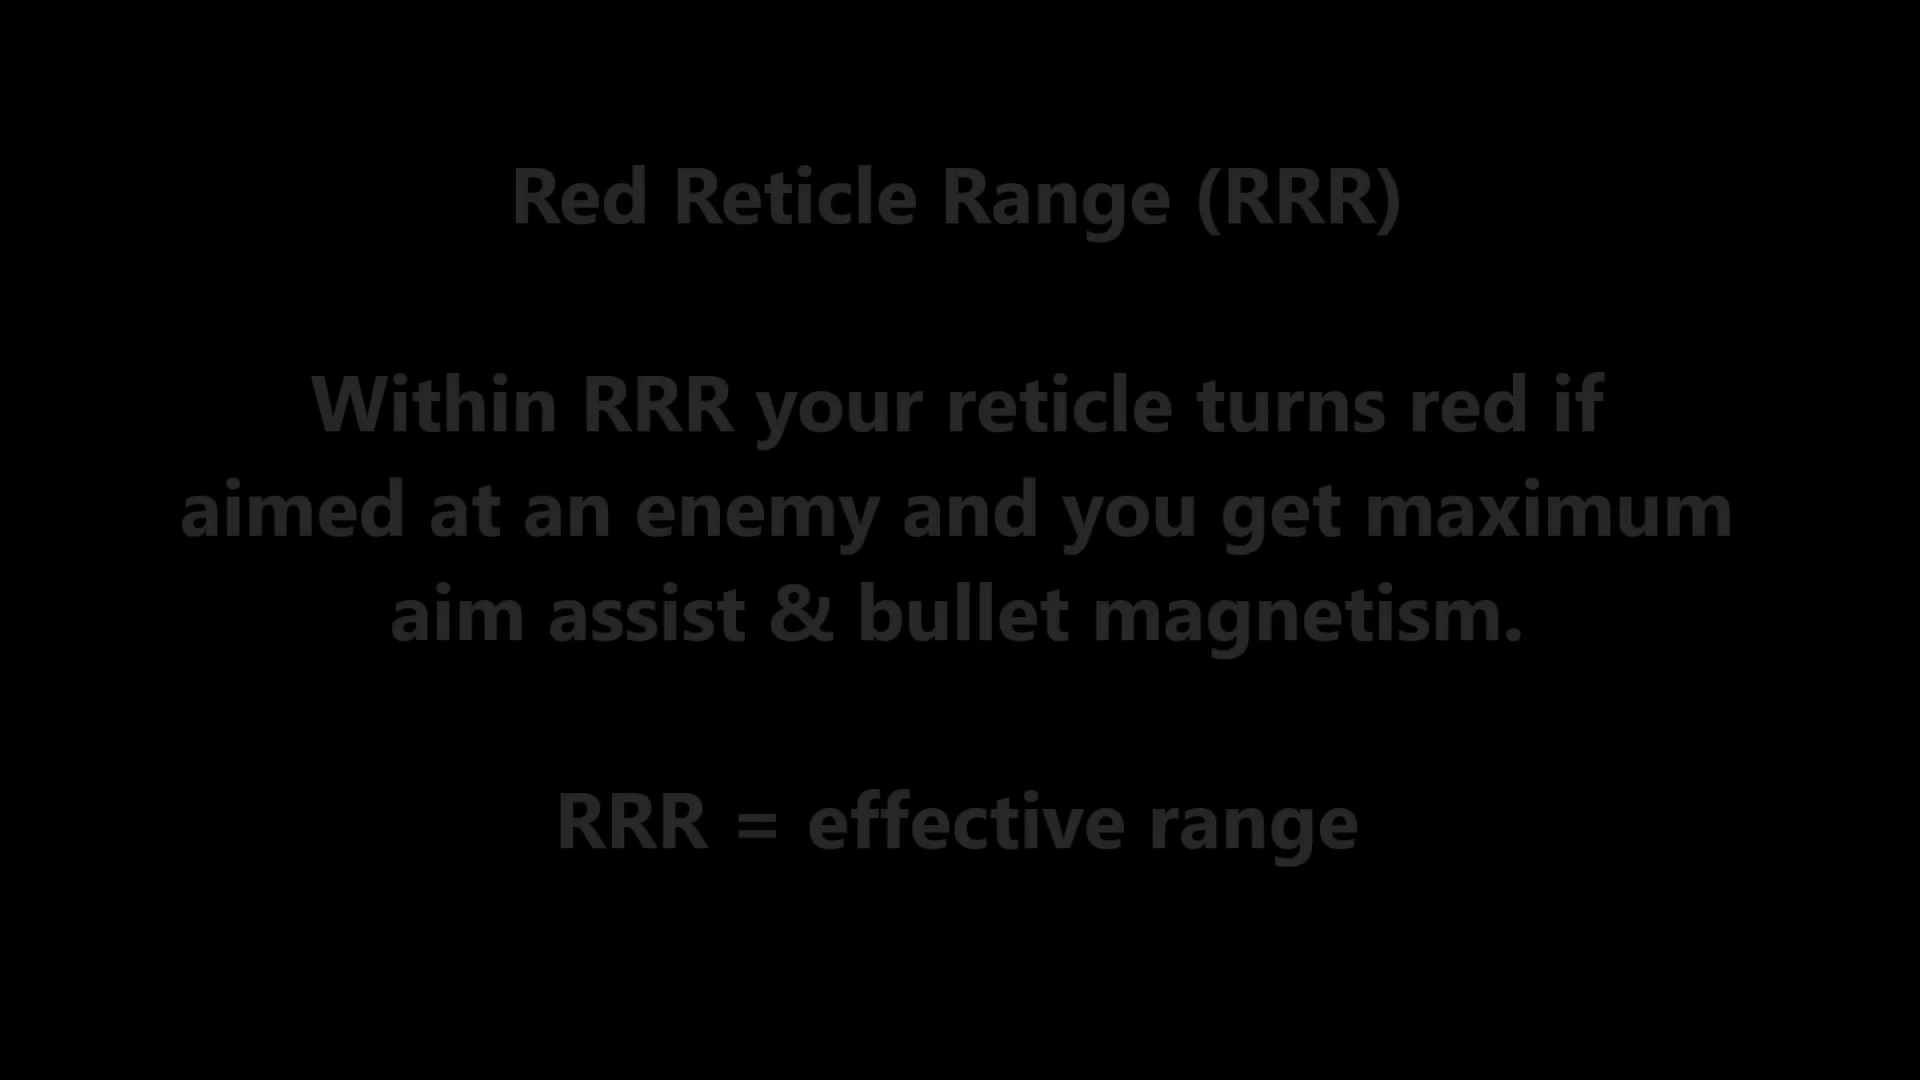 Red Reticle Range (RRR)
Within RRR your reticle turns red if
aimed at an enemy and you get maximum
aim assist & bullet magnetism.
RRR = effective range